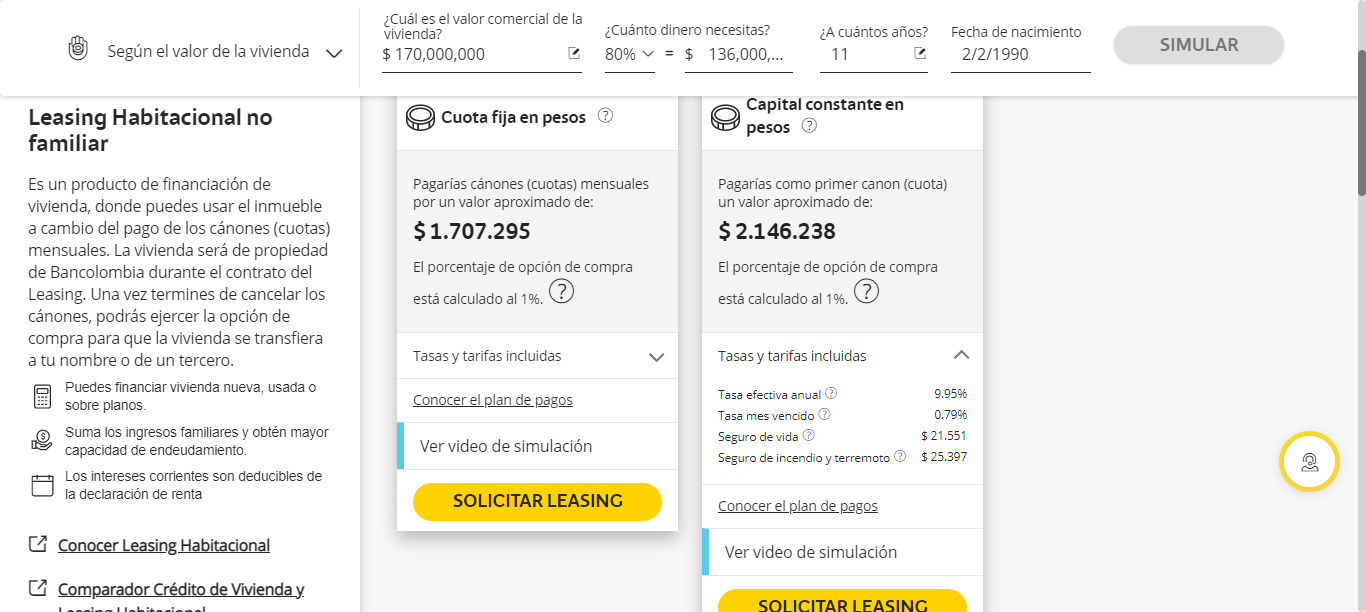 Según el valor de la vivienda
¿Cuál es el valor comercial de la
vivienda?
$ 170,000,000
¿Cuánto dinero necesitas?
80% = $ 136,000,...
¿A cuántos años?
11
Fecha de nacimiento
2/2/1990
SIMULAR
Leasing Habitacional no
familiar
Es un producto de financiación de
vivienda, donde puedes usar el inmueble
a cambio del pago de los cánones (cuotas)
mensuales. La vivienda será de propiedad
de Bancolombia durante el contrato del
Leasing. Una vez termines de cancelar los
cánones, podrás ejercer la opción de
compra para que la vivienda se transfiera
a tu nombre o de un tercero.
Puedes financiar vivienda nueva, usada o
sobre planos.
Suma los ingresos familiares y obtén mayor
capacidad de endeudamiento.
Los intereses corrientes son deducibles de
la declaración de renta
Conocer Leasing Habitacional
Comparador Crédito de Vivienda y
Leasing Habitacional
Cuota fija en pesos ?
Pagarías cánones (cuotas) mensuales
por un valor aproximado de:
$ 1.707.295
El porcentaje de opción de compra
está calculado al 1%. ?
Tasas y tarifas incluidas
Conocer el plan de pagos
Ver video de simulación
SOLICITAR LEASING
Capital constante en
pesos ?
Pagarías como primer canon (cuota)
un valor aproximado de:
$ 2.146.238
El porcentaje de opción de compra
está calculado al 1%. ?
Tasas y tarifas incluidas
Tasa efectiva anual ? 9.95%
Tasa mes vencido ? 0.79%
Seguro de vida ? $ 21.551
Seguro de incendio y terremoto ? $ 25.397
Conocer el plan de pagos
Ver video de simulación
SOLICITAR LEASING